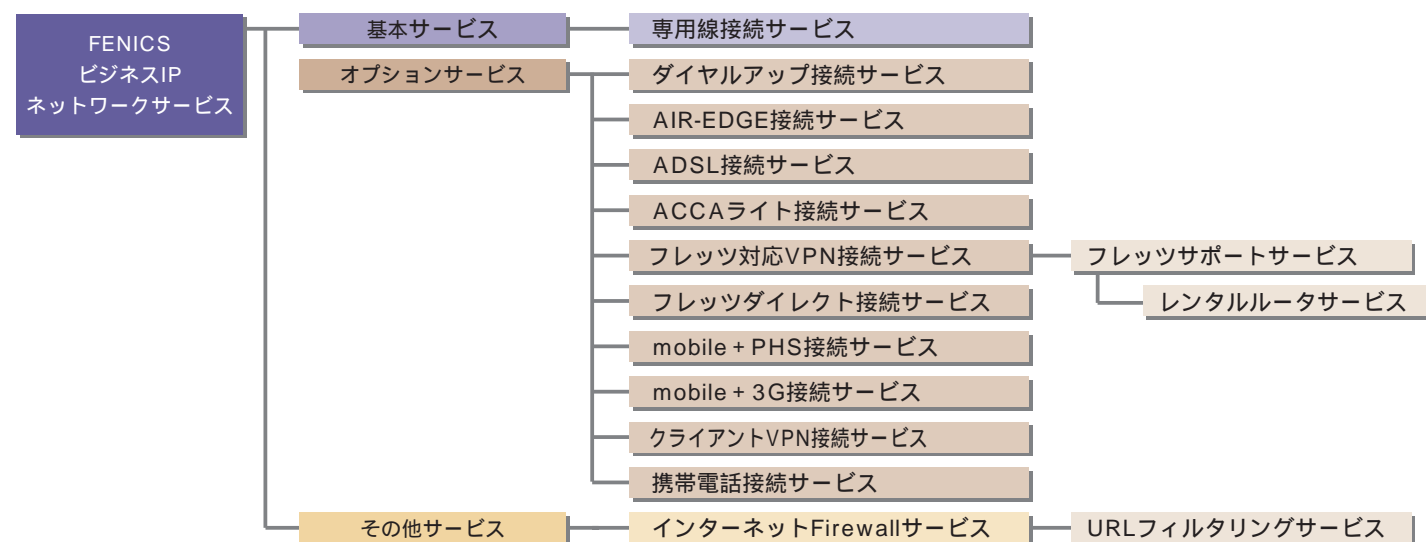 FENICS
ビジネスIP
ネットワークサービス
基本サービス
専用線接続サービス
オプションサービス
ダイヤルアップ接続サービス
AIR-EDGE接続サービス
ADSL接続サービス
ACCAライト接続サービス
フレッツ対応VPN接続サービス
フレッツサポートサービス
レンタルルータサービス
フレッツダイレクト接続サービス
mobile + PHS接続サービス
mobile + 3G接続サービス
クライアントVPN接続サービス
携帯電話接続サービス
その他サービス
インターネットFirewallサービス
URLフィルタリングサービス